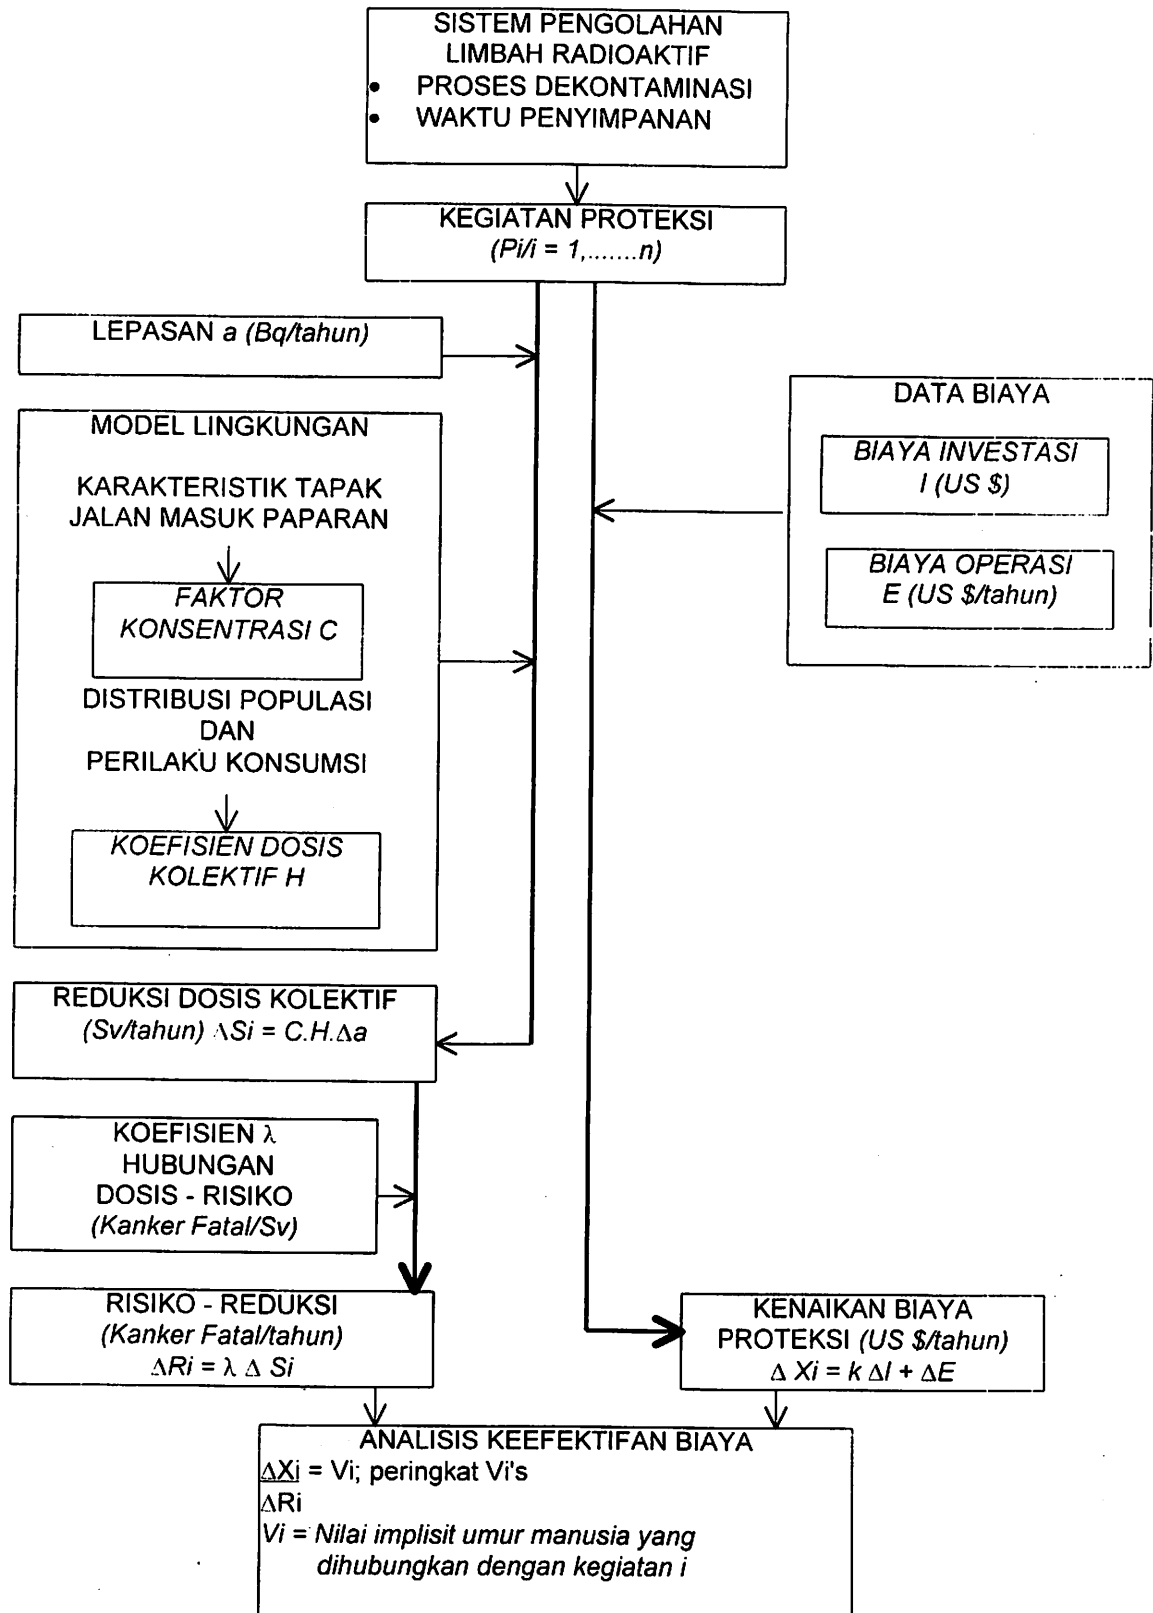 SISTEM PENGOLAHAN
LIMBAH RADIOAKTIF
• PROSES DEKONTAMINASI
• WAKTU PENYIMPANAN
KEGIATAN PROTEKSI
(Pi/i = 1,.......n)
LEPASAN a (Bq/tahun)
MODEL LINGKUNGAN
KARAKTERISTIK TAPAK
JALAN MASUK PAPARAN
FAKTOR
KONSENTRASI C
DISTRIBUSI POPULASI
DAN
PERILAKU KONSUMSI
KOEFISIEN DOSIS
KOLEKTIF H
DATA BIAYA
BIAYA INVESTASI
I (US $)
BIAYA OPERASI
E (US $/tahun)
REDUKSI DOSIS KOLEKTIF
(Sv/tahun) ΔSi = C.H.Δa
KOEFISIEN λ
HUBUNGAN
DOSIS - RISIKO
(Kanker Fatal/Sv)
RISIKO - REDUKSI
(Kanker Fatal/tahun)
ΔRi = λ Δ Si
KENAIKAN BIAYA
PROTEKSI (US $/tahun)
Δ Xi = k ΔI + ΔE
ANALISIS KEEFEKTIFAN BIAYA
ΔXi = Vi; peringkat Vi's
ΔRi
Vi = Nilai implisit umur manusia yang
dihubungkan dengan kegiatan i